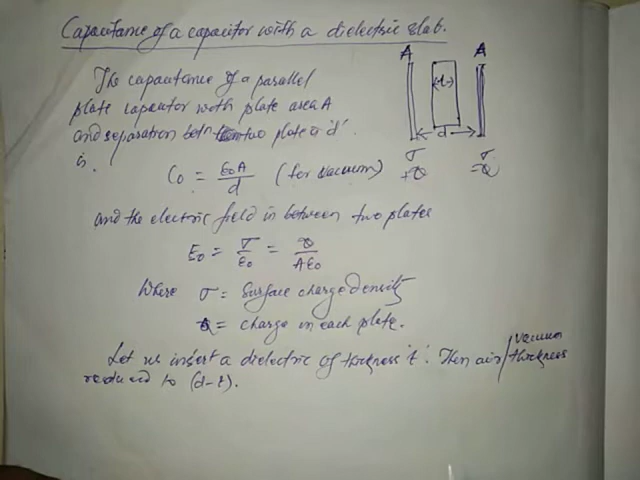 Capacitance of a capacitor with a dielectric slab.
A A
The capacitance of a parallel
plate capacitor with plate area A
and separation betn two plate is 'd'.
is.
t
d
C0 = ε0A/d (for vacuum)
σ σ
+Q -Q
and the electric field in between two plates
E0 = σ/ε0 = Q/Aε0
Where σ = Surface charge density
Q = charge in each plate.
Let us insert a dielectric of thickness 't'. Then air/vacuum thickness
reduced to (d-t).